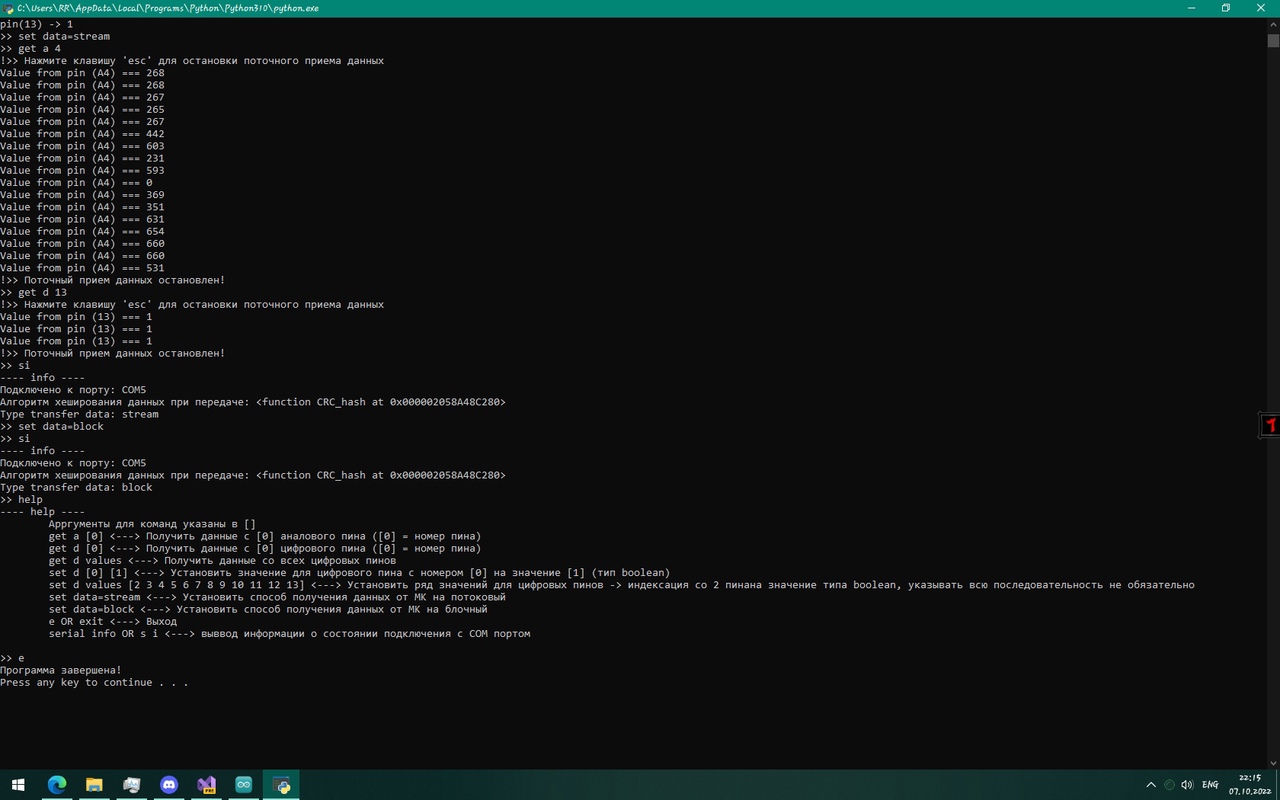 C:\Users\RR\AppData\Local\Programs\Python\Python310\python.exe
pin(13) -> 1
>> set data=stream
>> get a 4
!>> Нажмите клавишу 'esc' для остановки поточного приема данных
Value from pin (A4) === 268
Value from pin (A4) === 268
Value from pin (A4) === 267
Value from pin (A4) === 265
Value from pin (A4) === 267
Value from pin (A4) === 442
Value from pin (A4) === 603
Value from pin (A4) === 231
Value from pin (A4) === 593
Value from pin (A4) === 0
Value from pin (A4) === 369
Value from pin (A4) === 351
Value from pin (A4) === 631
Value from pin (A4) === 654
Value from pin (A4) === 660
Value from pin (A4) === 660
Value from pin (A4) === 531
!>> Поточный прием данных остановлен!
>> get d 13
!>> Нажмите клавишу 'esc' для остановки поточного приема данных
Value from pin (13) === 1
Value from pin (13) === 1
Value from pin (13) === 1
!>> Поточный прием данных остановлен!
>> si
---- info ----
Подключено к порту: COM5
Алгоритм хеширования данных при передаче: <function CRC_hash at 0x000002058A48C280>
Type transfer data: stream
>> set data=block
>> si
---- info ----
Подключено к порту: COM5
Алгоритм хеширования данных при передаче: <function CRC_hash at 0x000002058A48C280>
Type transfer data: block
>> help
---- help ----
Аргументы для команд указаны в []
get a [0] <---> Получить данные с [0] аналового пина ([0] = номер пина)
get d [0] <---> Получить данные с [0] цифрового пина ([0] = номер пина)
get d values <---> Получить данные со всех цифровых пинов
set d [0] [1] <---> Установить значение для цифрового пина с номером [0] на значение [1] (тип boolean)
set d values [2 3 4 5 6 7 8 9 10 11 12 13] <---> Установить ряд значений для цифровых пинов -> индексация со 2 пинана значение типа boolean, указывать всю последовательность не обязательно
set data=stream <---> Установить способ получения данных от МК на потоковый
set data=block <---> Установить способ получения данных от МК на блочный
e OR exit <---> Выход
serial info OR s i <---> выввод информации о состоянии подключения с COM портом
>> e
Программа завершена!
Press any key to continue . . .
ENG
22:15
07.10.2022